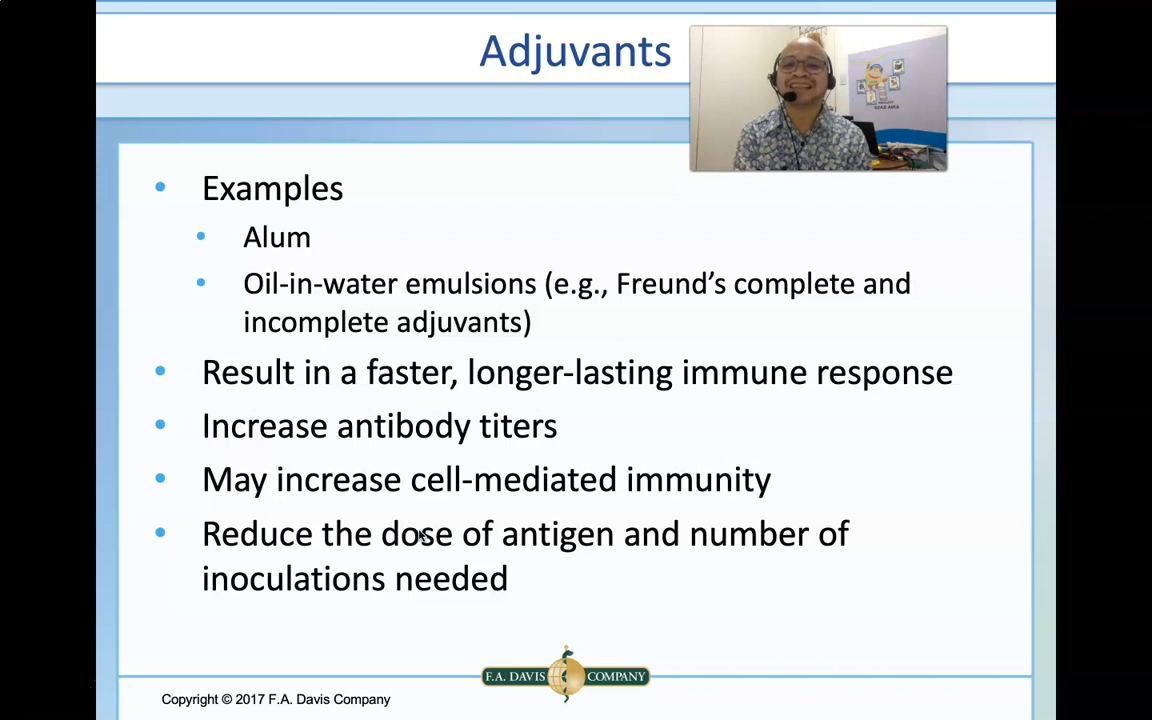 Adjuvants
• Examples
• Alum
• Oil-in-water emulsions (e.g., Freund's complete and
incomplete adjuvants)
• Result in a faster, longer-lasting immune response
• Increase antibody titers
• May increase cell-mediated immunity
• Reduce the dose of antigen and number of
inoculations needed
F.A. DAVIS COMPANY
Copyright © 2017 F.A. Davis Company